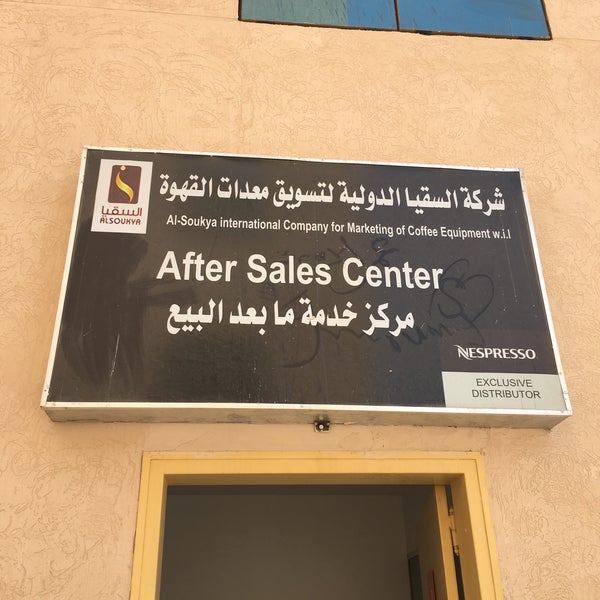 السقيا
ALSOUKYA
شركة السقيا الدولية لتسويق معدات القهوة
Al-Soukya international Company for Marketing of Coffee Equipment w.i.l
After Sales Center
مركز خدمة ما بعد البيع
NESPRESSO
EXCLUSIVE
DISTRIBUTOR